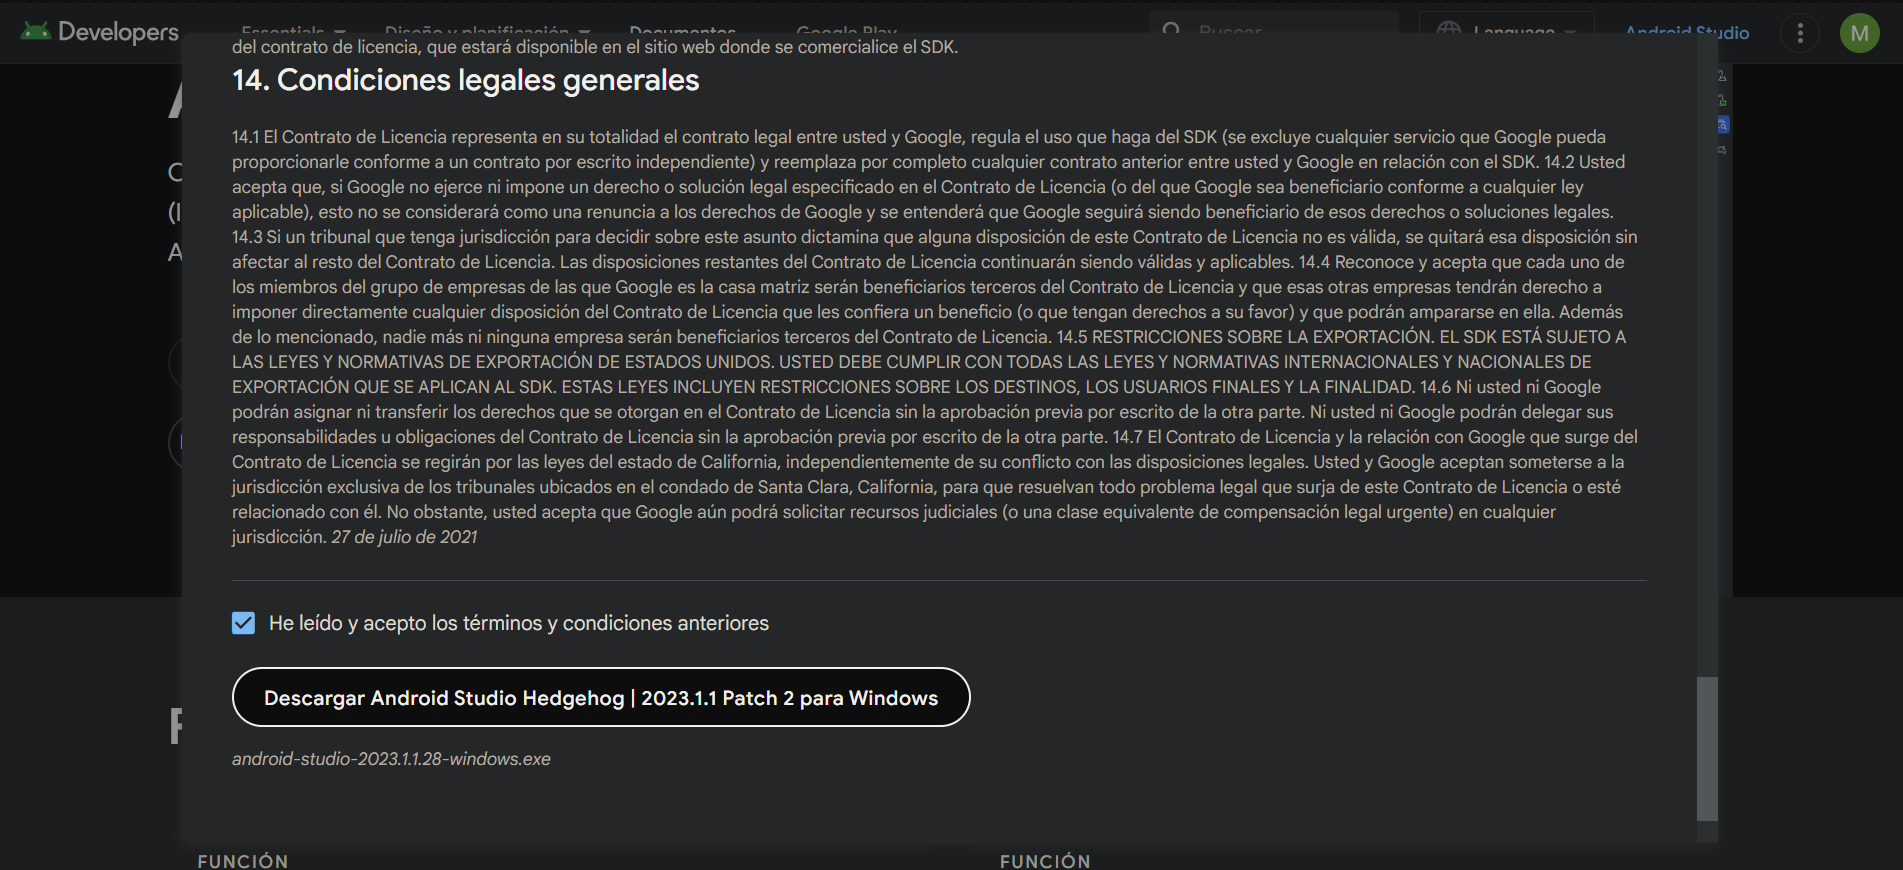 Developers
Essentials
Diseño y planificación
Documentos
Google Play
Buscar
Language
Android Studio
M
del contrato de licencia, que estará disponible en el sitio web donde se comercialice el SDK.
14. Condiciones legales generales
14.1 El Contrato de Licencia representa en su totalidad el contrato legal entre usted y Google, regula el uso que haga del SDK (se excluye cualquier servicio que Google pueda
proporcionarle conforme a un contrato por escrito independiente) y reemplaza por completo cualquier contrato anterior entre usted y Google en relación con el SDK. 14.2 Usted
acepta que, si Google no ejerce ni impone un derecho o solución legal especificado en el Contrato de Licencia (o del que Google sea beneficiario conforme a cualquier ley
aplicable), esto no se considerará como una renuncia a los derechos de Google y se entenderá que Google seguirá siendo beneficiario de esos derechos o soluciones legales.
14.3 Si un tribunal que tenga jurisdicción para decidir sobre este asunto dictamina que alguna disposición de este Contrato de Licencia no es válida, se quitará esa disposición sin
afectar al resto del Contrato de Licencia. Las disposiciones restantes del Contrato de Licencia continuarán siendo válidas y aplicables. 14.4 Reconoce y acepta que cada uno de
los miembros del grupo de empresas de las que Google es la casa matriz serán beneficiarios terceros del Contrato de Licencia y que esas otras empresas tendrán derecho a
imponer directamente cualquier disposición del Contrato de Licencia que les confiera un beneficio (o que tengan derechos a su favor) y que podrán ampararse en ella. Además
de lo mencionado, nadie más ni ninguna empresa serán beneficiarios terceros del Contrato de Licencia. 14.5 RESTRICCIONES SOBRE LA EXPORTACIÓN. EL SDK ESTÁ SUJETO A
LAS LEYES Y NORMATIVAS DE EXPORTACIÓN DE ESTADOS UNIDOS. USTED DEBE CUMPLIR CON TODAS LAS LEYES Y NORMATIVAS INTERNACIONALES Y NACIONALES DE
EXPORTACIÓN QUE SE APLICAN AL SDK. ESTAS LEYES INCLUYEN RESTRICCIONES SOBRE LOS DESTINOS, LOS USUARIOS FINALES Y LA FINALIDAD. 14.6 Ni usted ni Google
podrán asignar ni transferir los derechos que se otorgan en el Contrato de Licencia sin la aprobación previa por escrito de la otra parte. Ni usted ni Google podrán delegar sus
responsabilidades u obligaciones del Contrato de Licencia sin la aprobación previa por escrito de la otra parte. 14.7 El Contrato de Licencia y la relación con Google que surge del
Contrato de Licencia se regirán por las leyes del estado de California, independientemente de su conflicto con las disposiciones legales. Usted y Google aceptan someterse a la
jurisdicción exclusiva de los tribunales ubicados en el condado de Santa Clara, California, para que resuelvan todo problema legal que surja de este Contrato de Licencia o esté
relacionado con él. No obstante, usted acepta que Google aún podrá solicitar recursos judiciales (o una clase equivalente de compensación legal urgente) en cualquier
jurisdicción. 27 de julio de 2021
He leído y acepto los términos y condiciones anteriores
Descargar Android Studio Hedgehog | 2023.1.1 Patch 2 para Windows
android-studio-2023.1.1.28-windows.exe
FUNCIÓN
FUNCIÓN